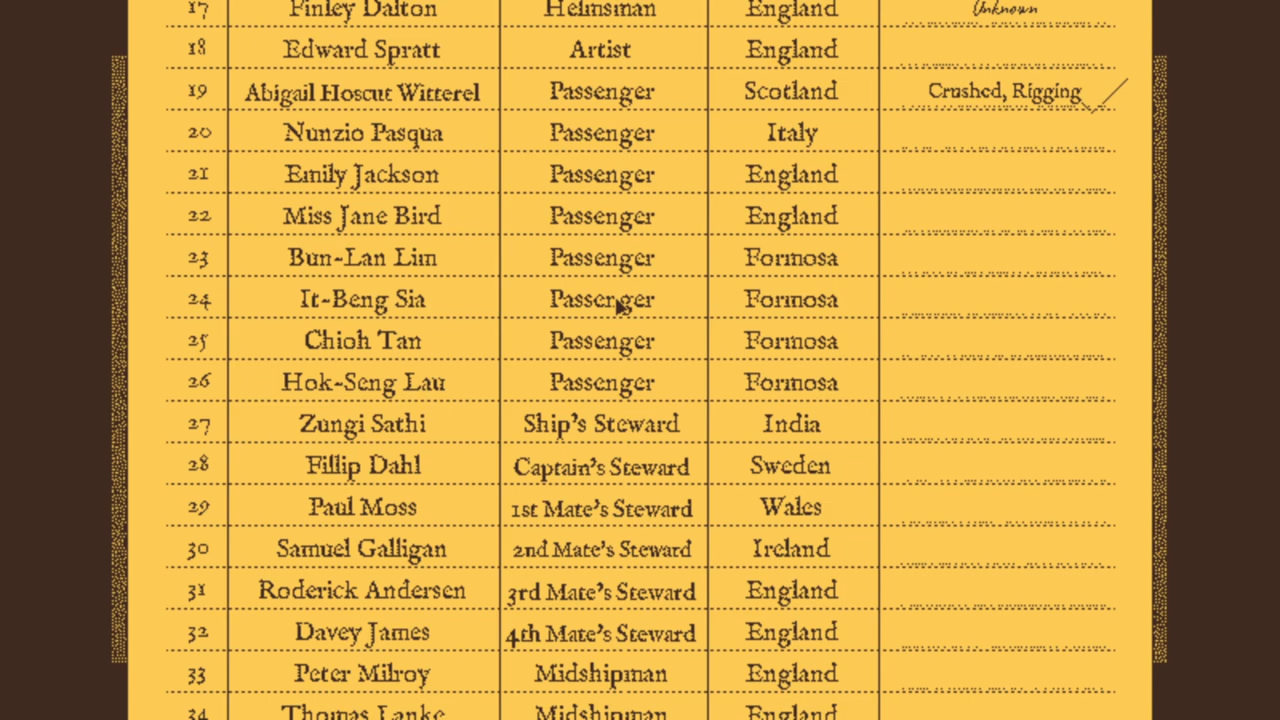 17 Finley Dalton Helmsman England Unknown
18 Edward Spratt Artist England
19 Abigail Hoscut Witterel Passenger Scotland Crushed, Rigging
20 Nunzio Pasqua Passenger Italy
21 Emily Jackson Passenger England
22 Miss Jane Bird Passenger England
23 Bun-Lan Lim Passenger Formosa
24 It-Beng Sia Passenger Formosa
25 Chioh Tan Passenger Formosa
26 Hok-Seng Lau Passenger Formosa
27 Zungi Sathi Ship's Steward India
28 Fillip Dahl Captain's Steward Sweden
29 Paul Moss 1st Mate's Steward Wales
30 Samuel Galligan 2nd Mate's Steward Ireland
31 Roderick Andersen 3rd Mate's Steward England
32 Davey James 4th Mate's Steward England
33 Peter Milroy Midshipman England
34 Thomas Lanke Midshipman England